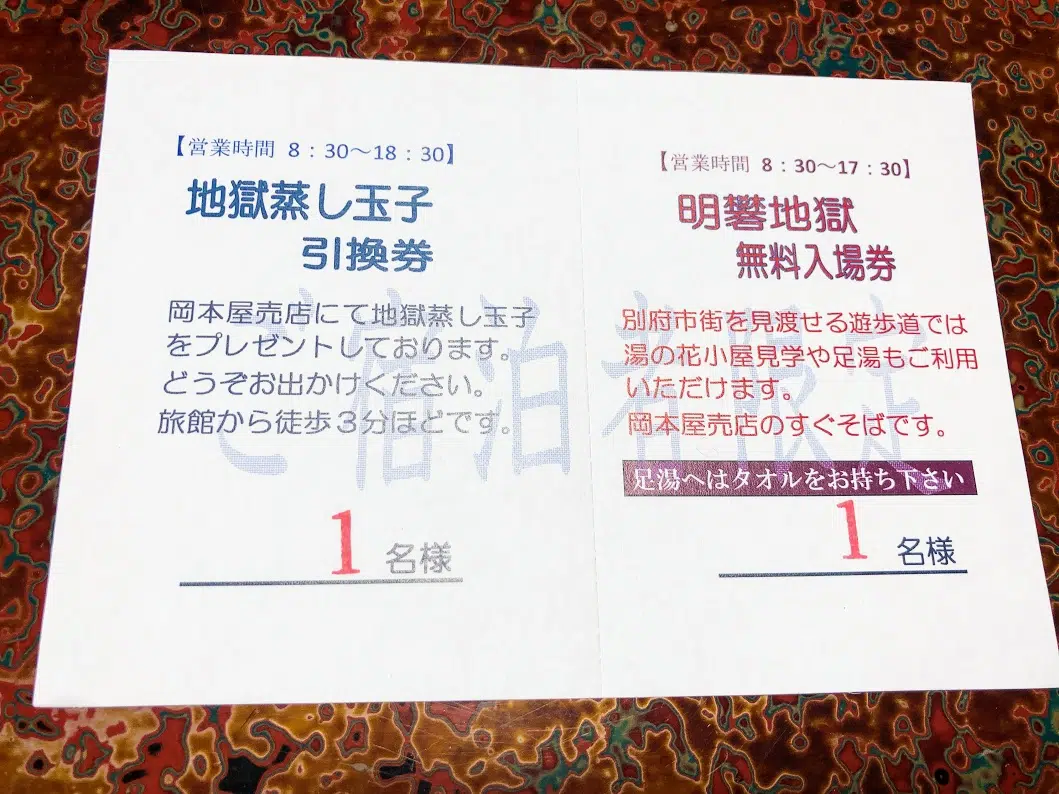 【営業時間 8：30～18：30】
地獄蒸し玉子
引換券
岡本屋売店にて地獄蒸し玉子
をプレゼントしております。
どうぞお出かけください。
旅館から徒歩３分ほどです。
1 名様
【営業時間 8：30～17：30】
明礬地獄
無料入場券
別府市街を見渡せる遊歩道では
湯の花小屋見学や足湯もご利用
いただけます。
岡本屋売店のすぐそばです。
足湯へはタオルをお持ち下さい
1 名様
ご宿泊者限定